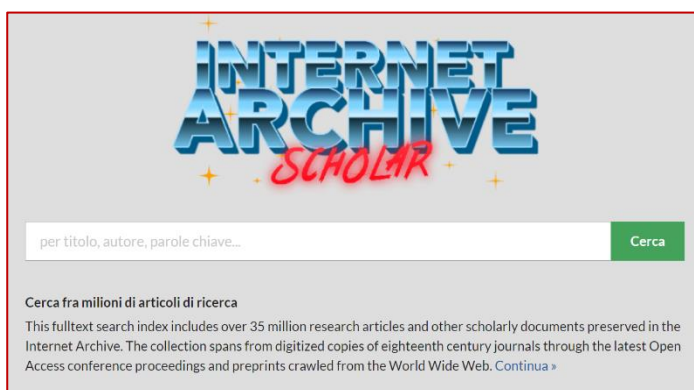 INTERNET
ARCHIVE
SCHOLAR
per titolo, autore, parole chiave...
Cerca
Cerca fra milioni di articoli di ricerca
This fulltext search index includes over 35 million research articles and other scholarly documents preserved in the
Internet Archive. The collection spans from digitized copies of eighteenth century journals through the latest Open
Access conference proceedings and preprints crawled from the World Wide Web. Continua »